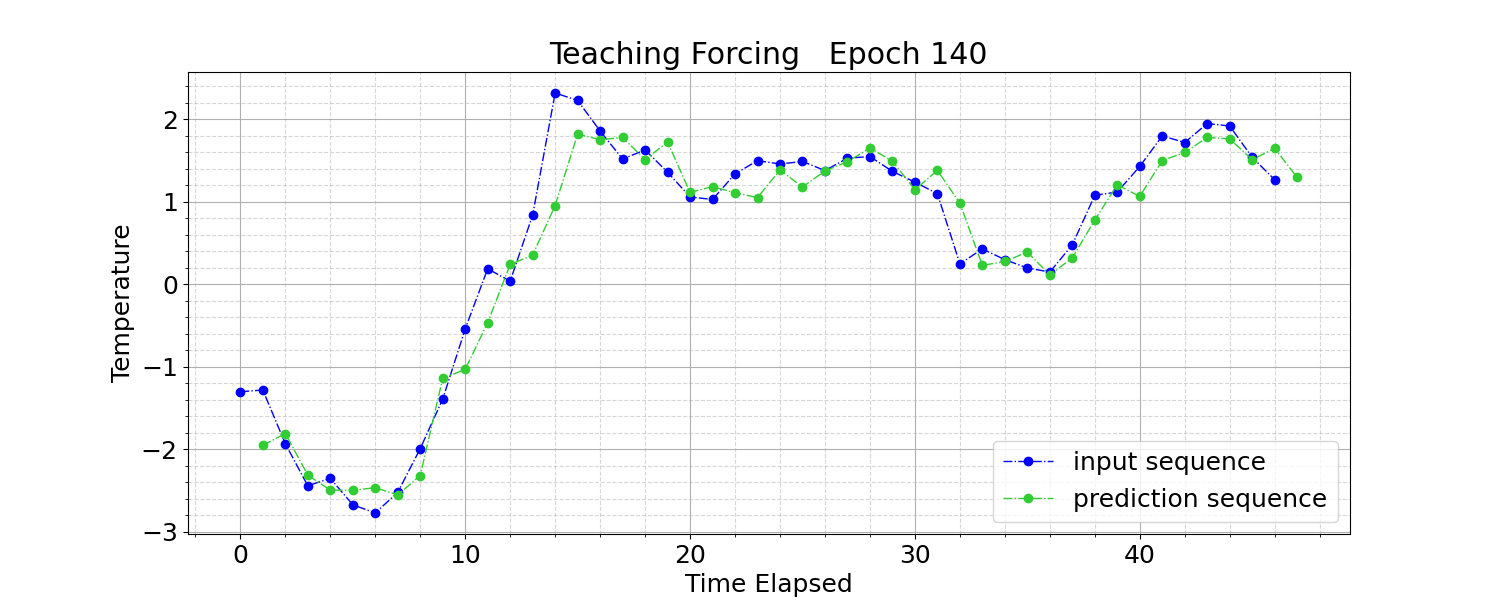 Teaching Forcing   Epoch 140
Temperature
2
1
0
−1
−2
−3
input sequence
prediction sequence
0 10 20 30 40
Time Elapsed